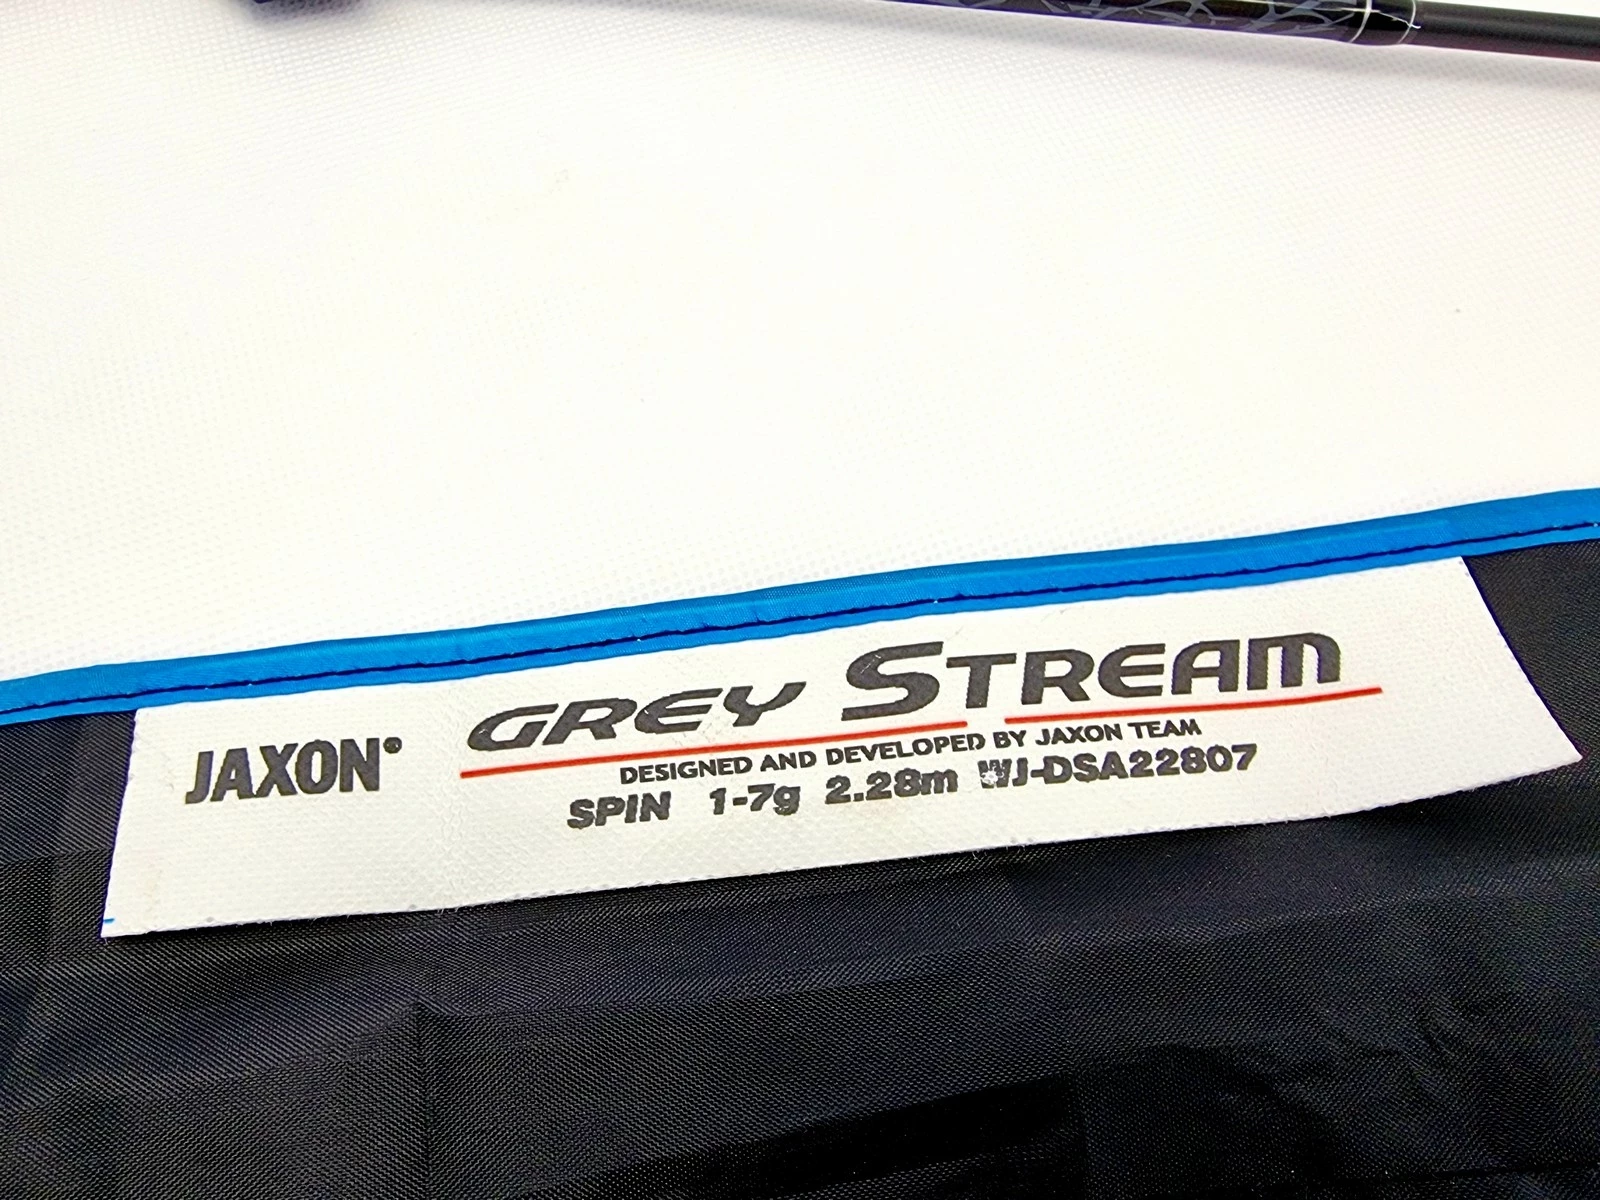 JAXON®
GREY STREAM
DESIGNED AND DEVELOPED BY JAXON TEAM
SPIN 1-7g 2.28m WJ-DSA22807